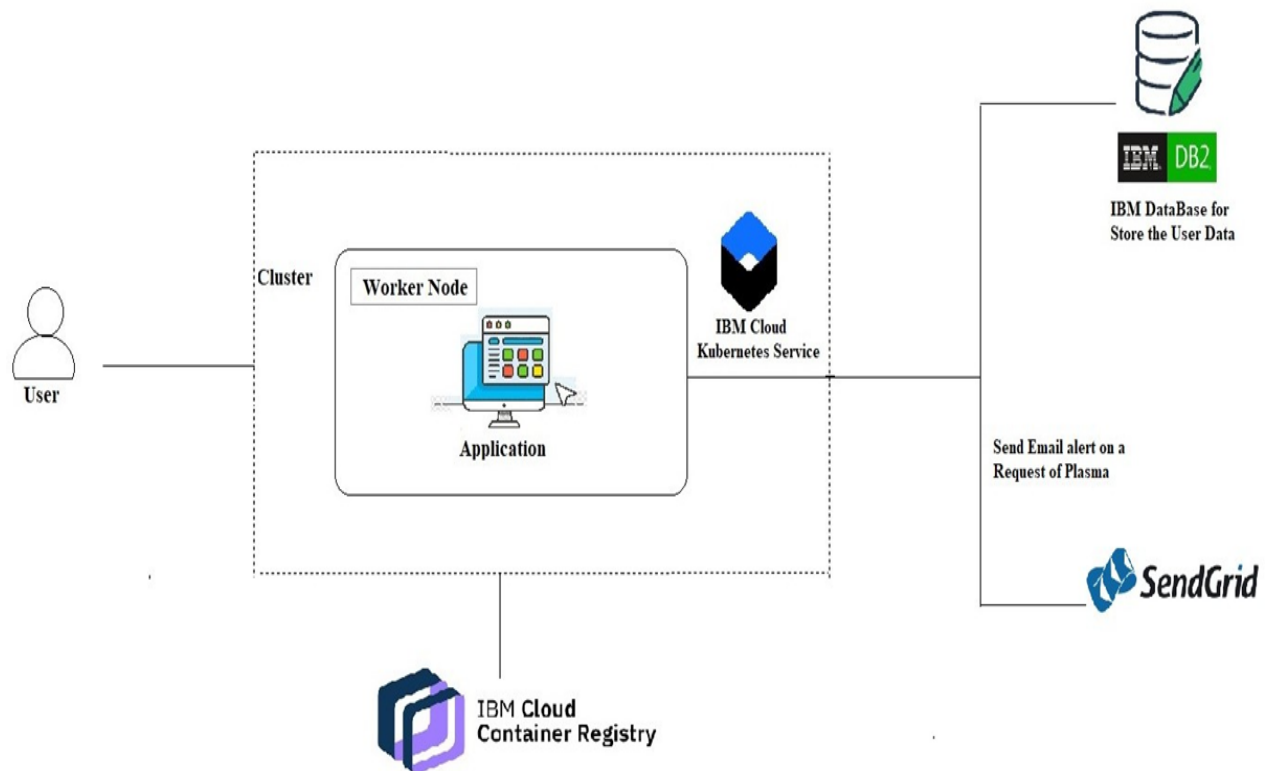 IBM DB2
IBM DataBase for
Store the User Data
Cluster
Worker Node
IBM Cloud
Kubernetes Service
User
Application
Send Email alert on a
Request of Plasma
SendGrid
IBM Cloud
Container Registry